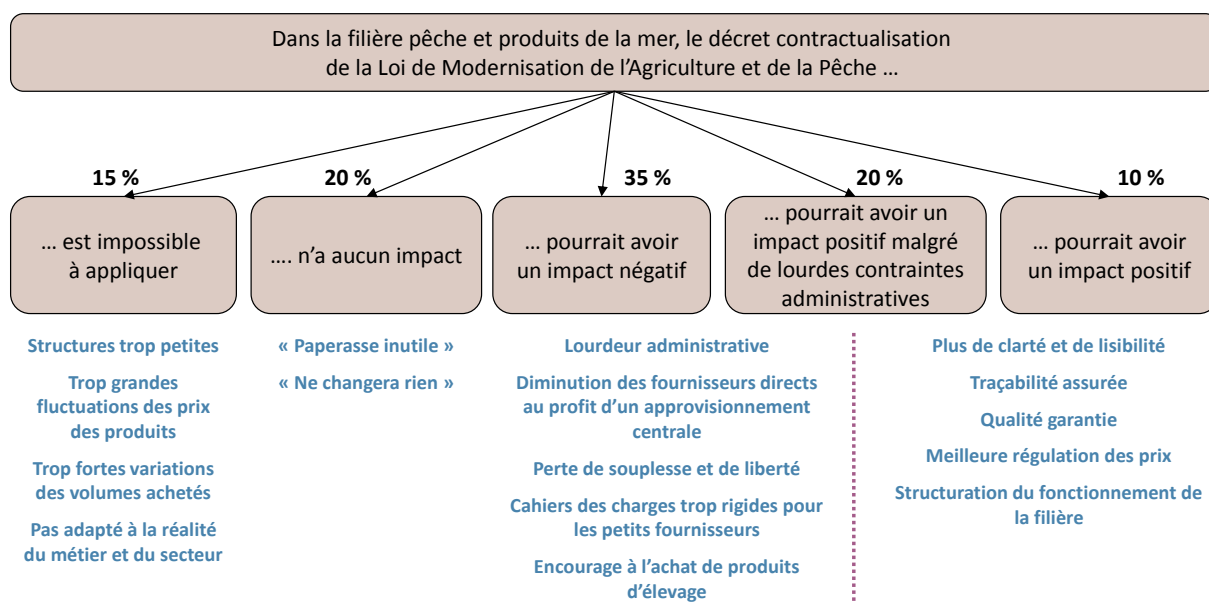 Dans la filière pêche et produits de la mer, le décret contractualisation
de la Loi de Modernisation de l'Agriculture et de la Pêche …
15 %
20 %
35 %
20 %
10 %
… est impossible
à appliquer
…. n'a aucun impact
… pourrait avoir
un impact négatif
… pourrait avoir un
impact positif malgré
de lourdes contraintes
administratives
… pourrait avoir
un impact positif
Structures trop petites
Trop grandes
fluctuations des prix
des produits
Trop fortes variations
des volumes achetés
Pas adapté à la réalité
du métier et du secteur
« Paperasse inutile »
« Ne changera rien »
Lourdeur administrative
Diminution des fournisseurs directs
au profit d'un approvisionnement
centrale
Perte de souplesse et de liberté
Cahiers des charges trop rigides pour
les petits fournisseurs
Encourage à l'achat de produits
d'élevage
Plus de clarté et de lisibilité
Traçabilité assurée
Qualité garantie
Meilleure régulation des prix
Structuration du fonctionnement de
la filière